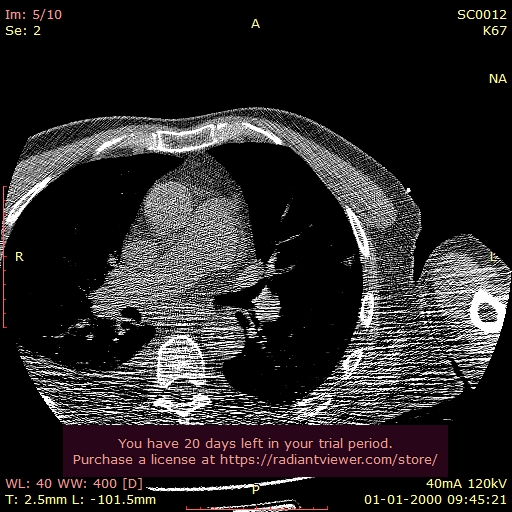 Im: 5/10
Se: 2
A
SC0012
K67
NA
R
L
You have 20 days left in your trial period.
Purchase a license at https://radiantviewer.com/store/
WL: 40 WW: 400 [D]
T: 2.5mm L: -101.5mm
P
40mA 120kV
01-01-2000 09:45:21